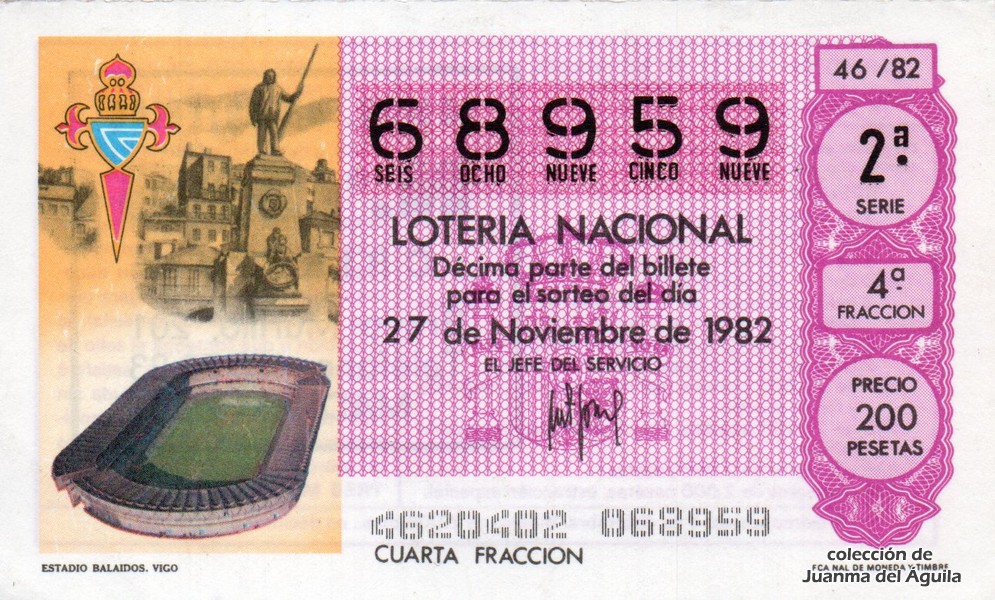 46 /82
6 8 9 5 9
SEIS OCHO NUEVE CINCO NUEVE
2ª.
SERIE
LOTERIA NACIONAL
Décima parte del billete
para el sorteo del día
27 de Noviembre de 1982
EL JEFE DEL SERVICIO
4ª
FRACCION
PRECIO
200
PESETAS
4620402 068959
CUARTA FRACCION
ESTADIO BALAIDOS. VIGO
FCA NAL DE MONEDA Y TIMBRE
colección de
Juanma del Águila